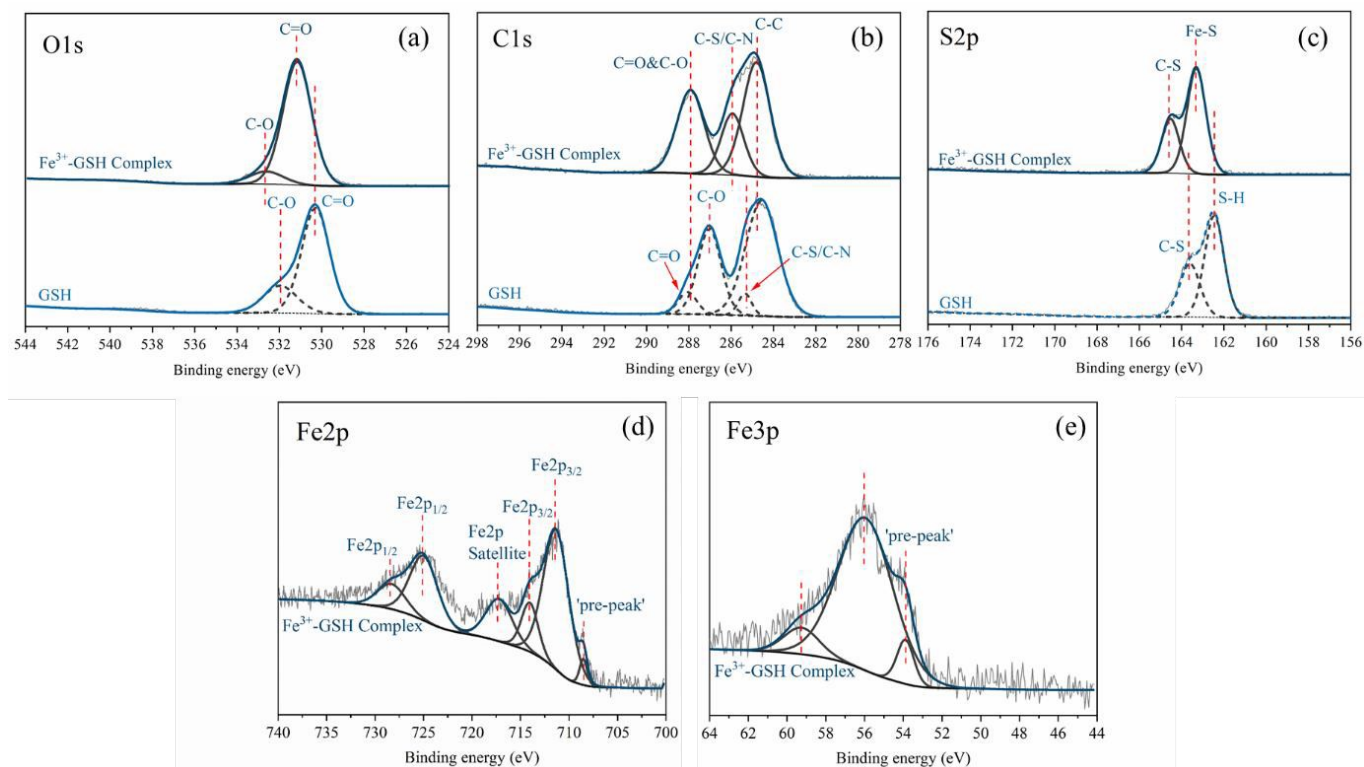 O1s
(a)
C=O
C-O
Fe³⁺-GSH Complex
C-O
C=O
GSH
544 542 540 538 536 534 532 530 528 526 524
Binding energy (eV)
C1s
(b)
C-C
C-S/C-N
C=O&C-O
Fe³⁺-GSH Complex
C-O
C=O
C-S/C-N
GSH
298 296 294 292 290 288 286 284 282 280 278
Binding energy (eV)
S2p
(c)
Fe-S
C-S
Fe³⁺-GSH Complex
S-H
C-S
GSH
176 174 172 170 168 166 164 162 160 158 156
Binding energy (eV)
Fe2p
(d)
Fe2p₃/₂
Fe2p₁/₂
Fe2p₃/₂
Fe2p
Satellite
Fe2p₁/₂
'pre-peak'
Fe³⁺-GSH Complex
740 735 730 725 720 715 710 705 700
Binding energy (eV)
Fe3p
(e)
'pre-peak'
Fe³⁺-GSH Complex
64 62 60 58 56 54 52 50 48 46 44
Binding energy (eV)